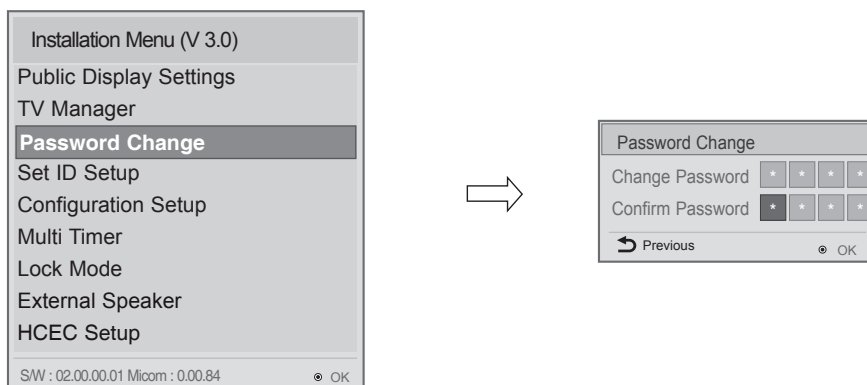 Installation Menu (V 3.0)
Public Display Settings
TV Manager
Password Change
Set ID Setup
Configuration Setup
Multi Timer
Lock Mode
External Speaker
HCEC Setup
S/W : 02.00.00.01 Micom : 0.00.84 OK
Password Change
Change Password * * * *
Confirm Password * * * *
Previous OK